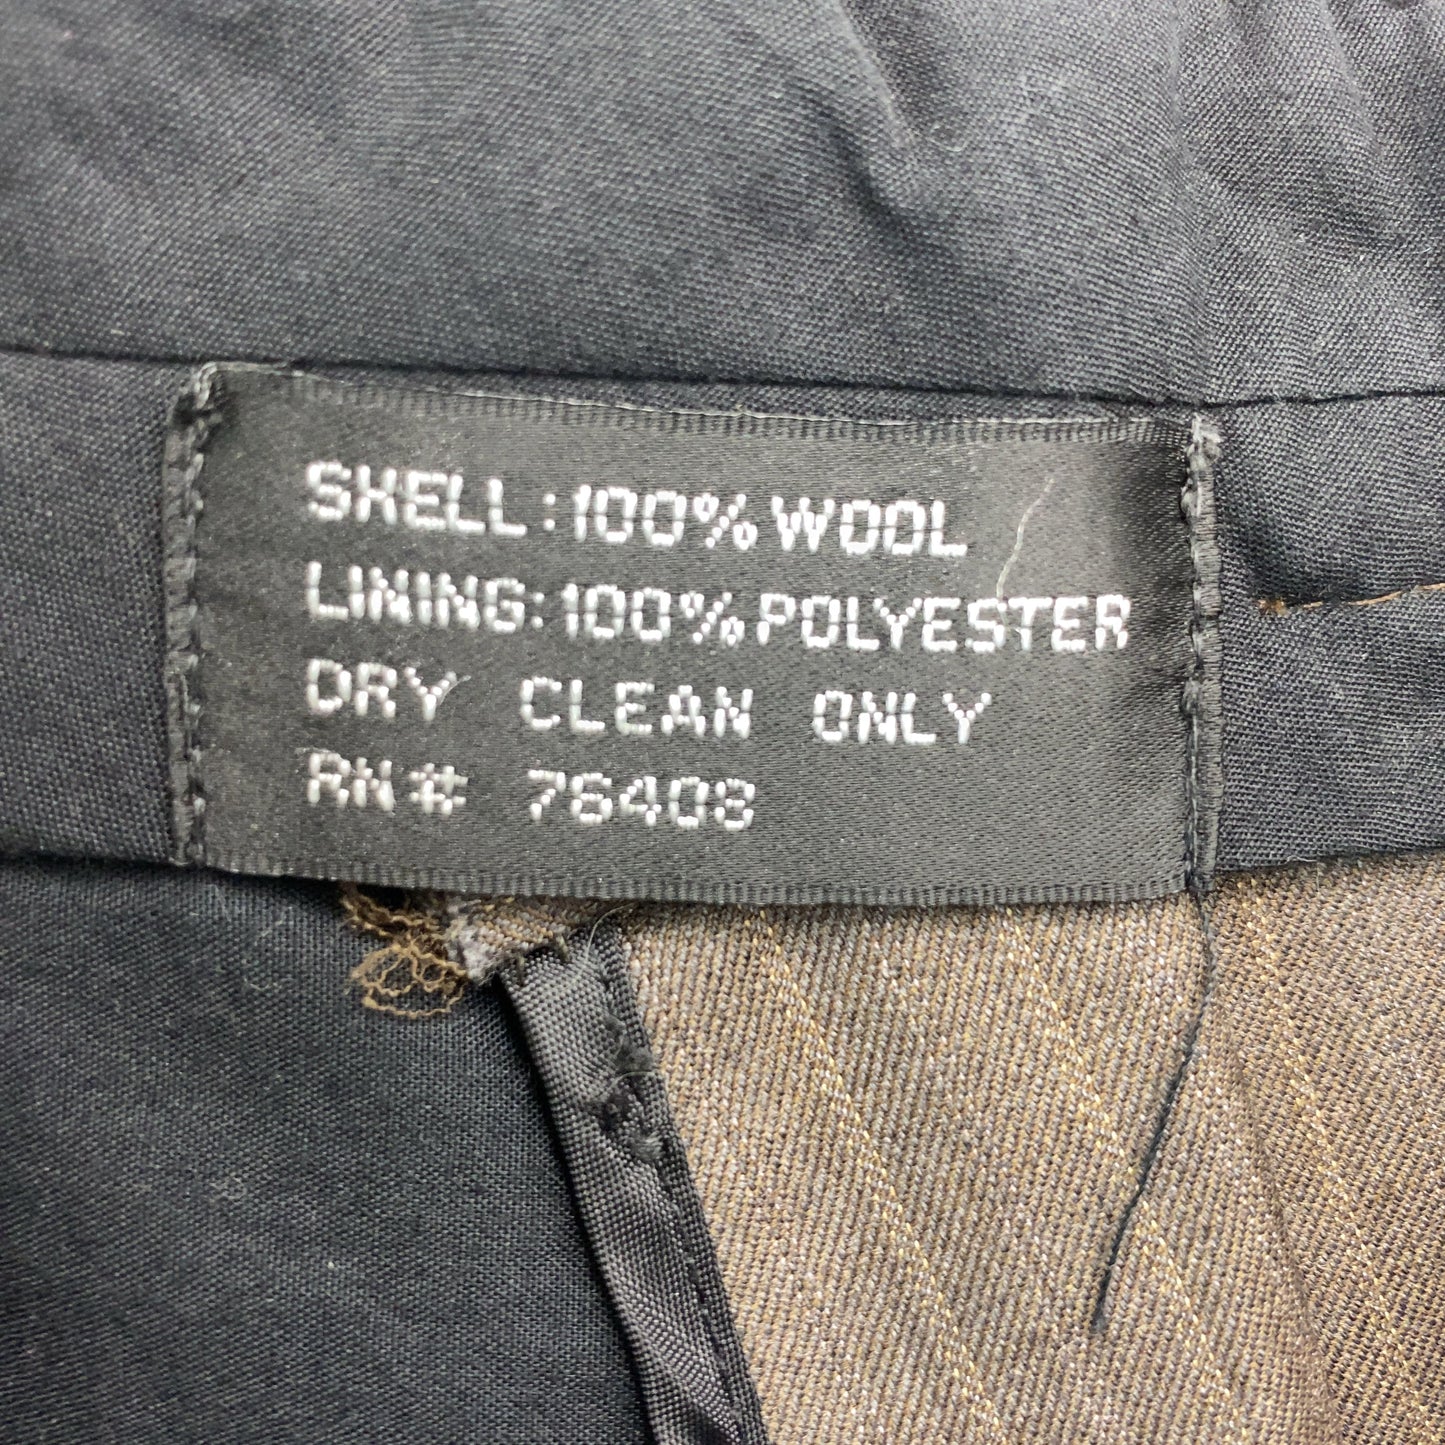 SHELL:100% WOOL
LINING:100% POLYESTER
DRY CLEAN ONLY
RN# 76408